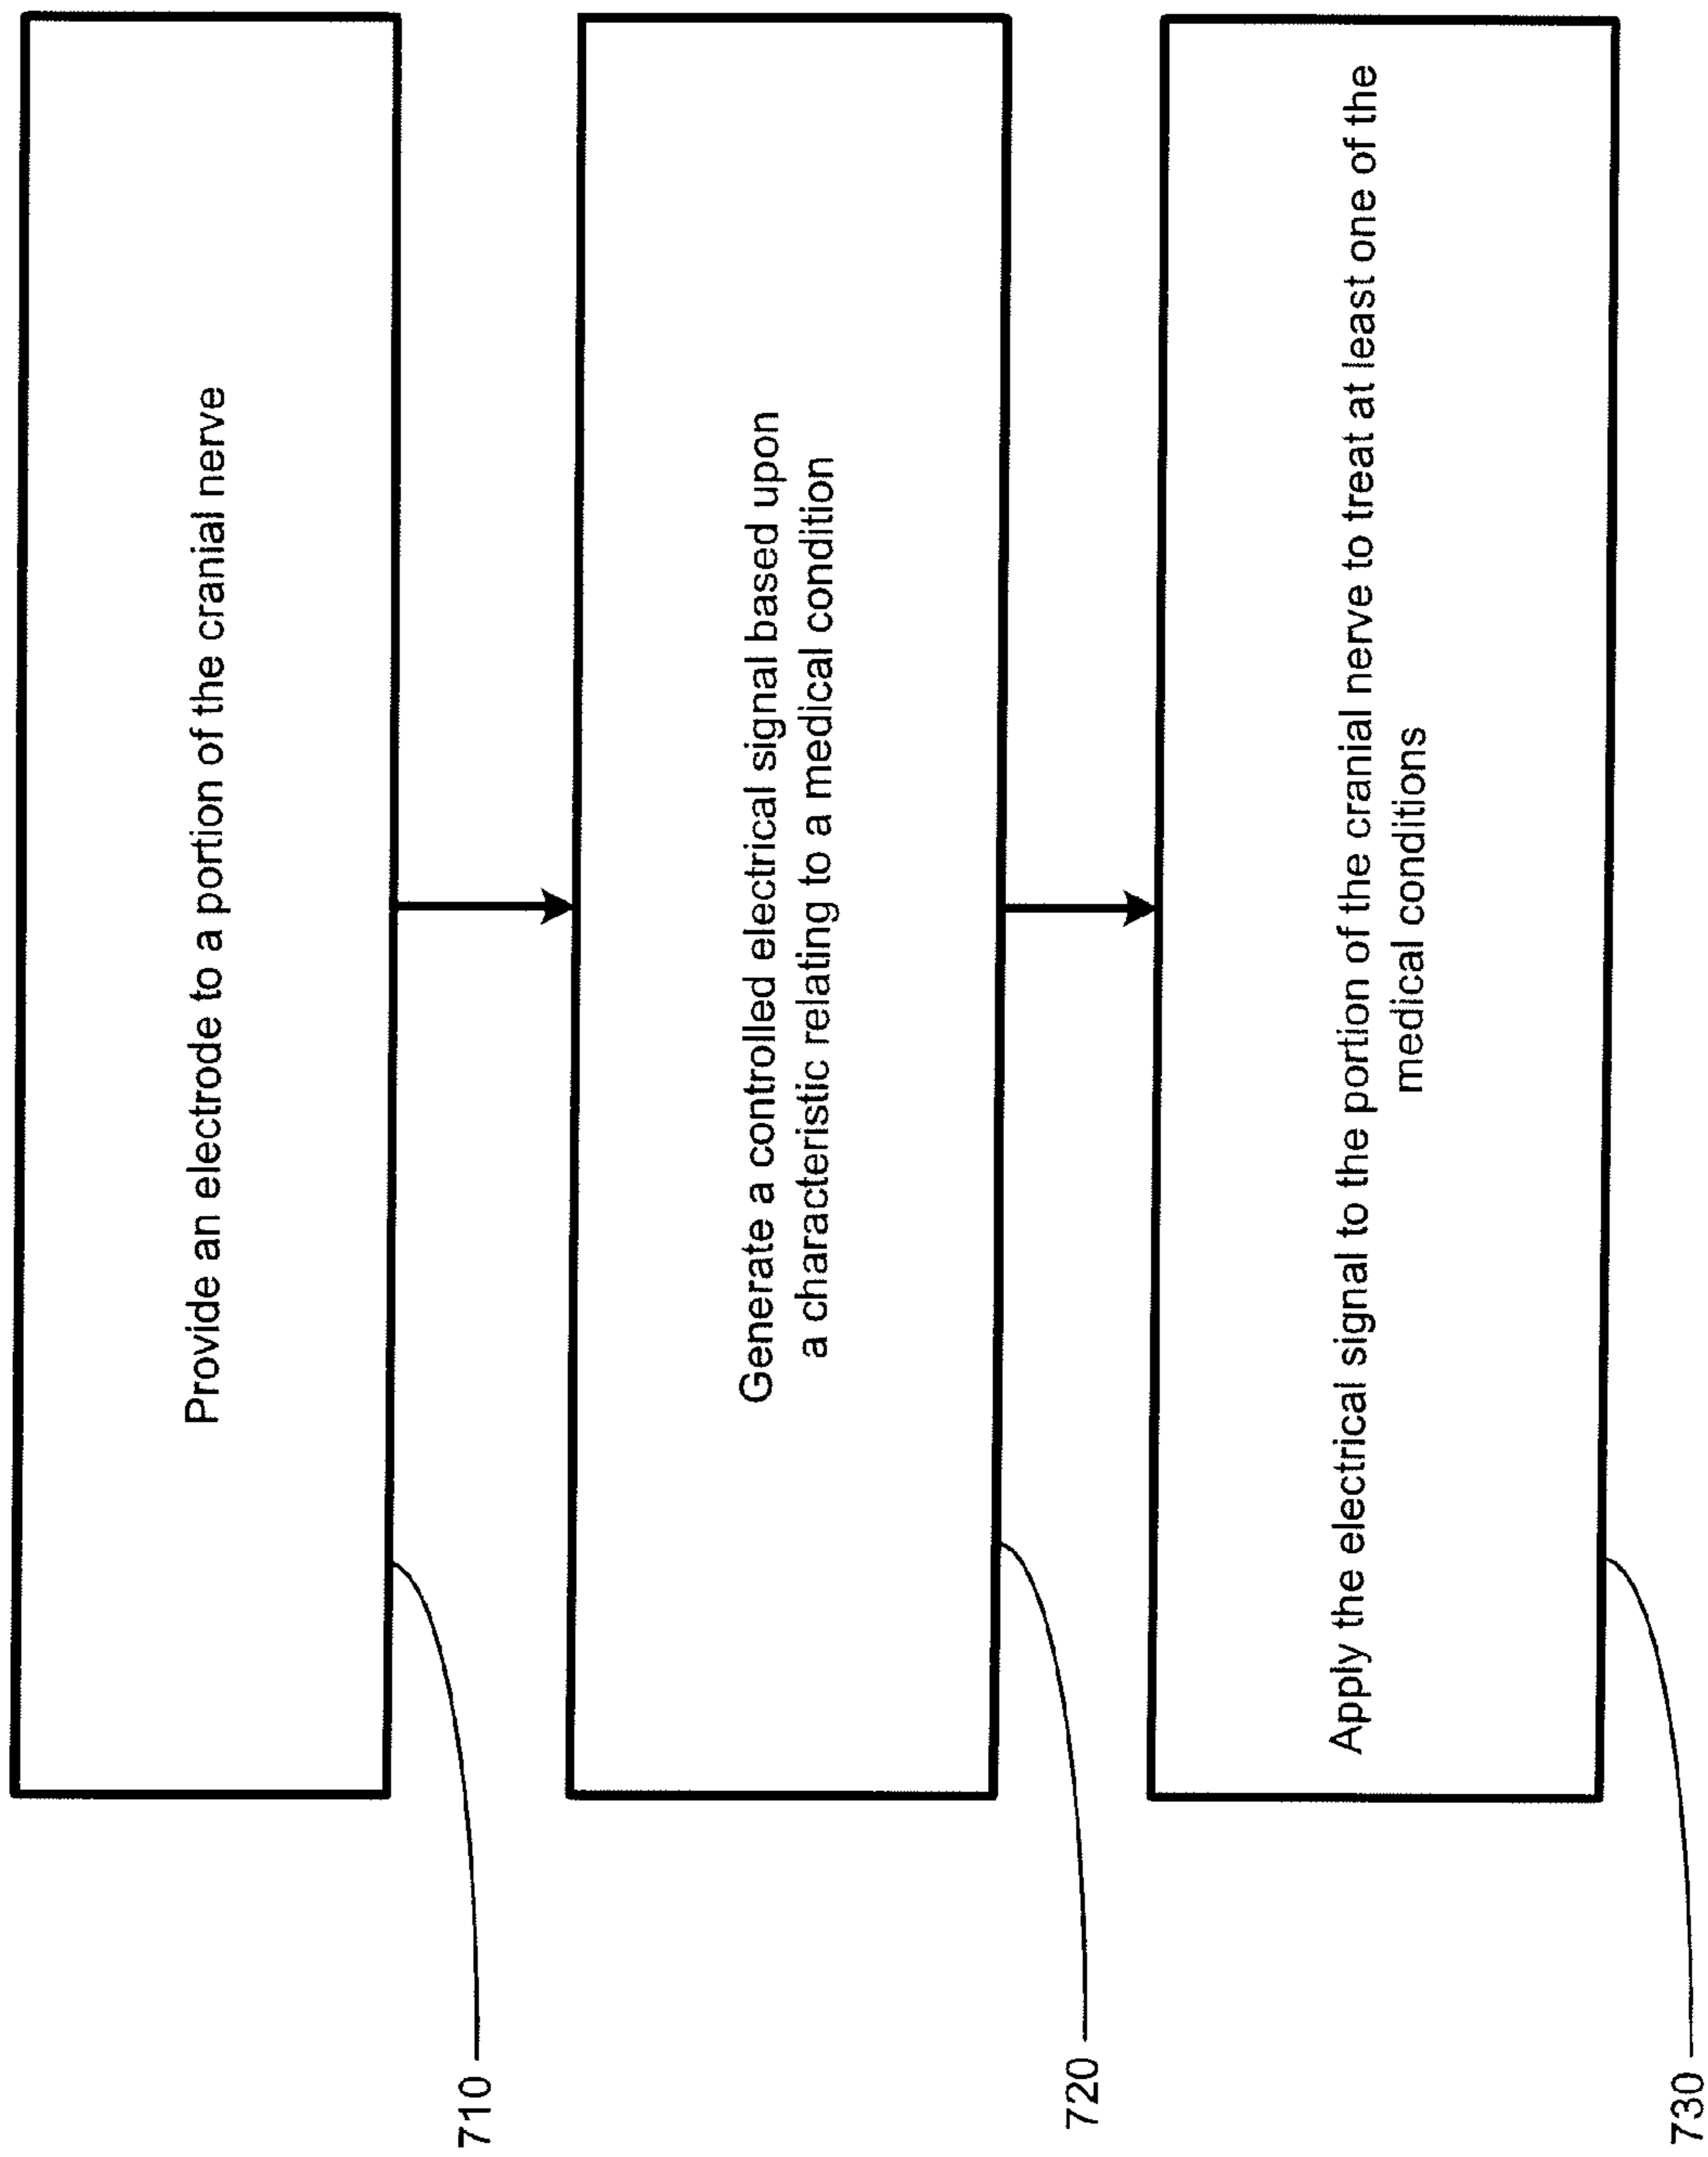 Provide an electrode to a portion of the cranial nerve
710
Generate a controlled electrical signal based upon
a characteristic relating to a medical condition
720
Apply the electrical signal to the portion of the cranial nerve to treat at least one of the
medical conditions
730